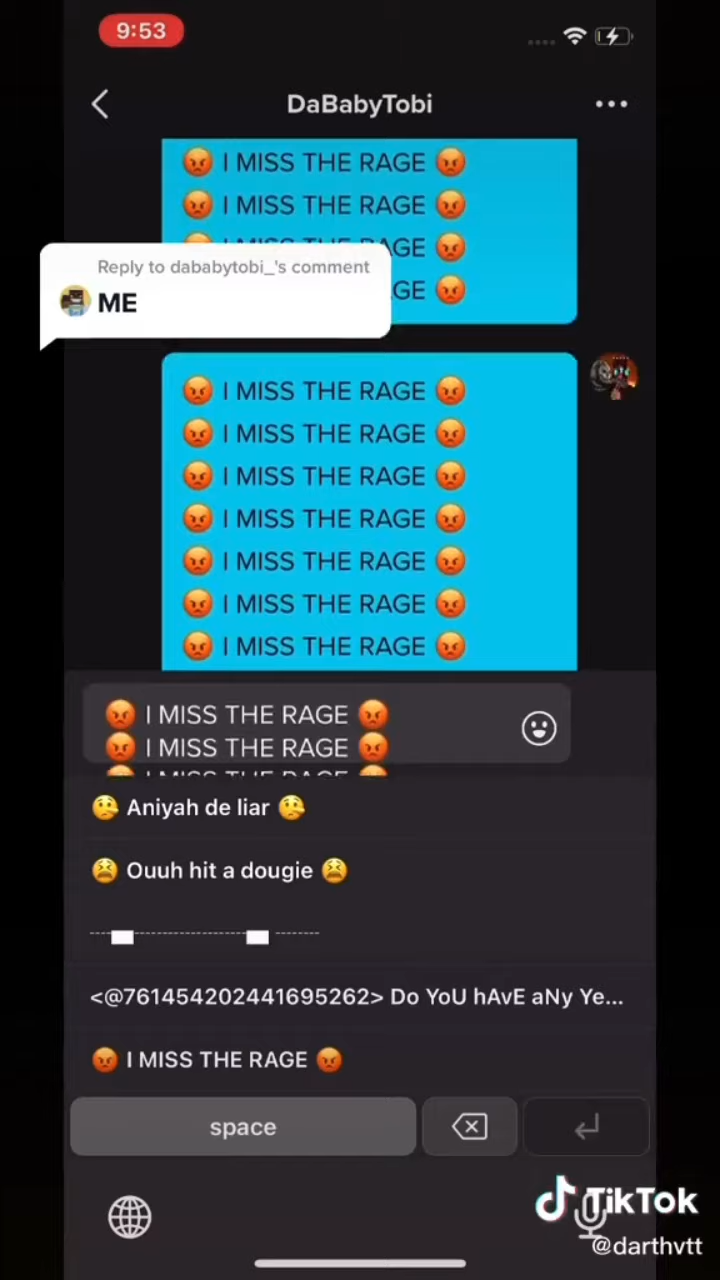 9:53
DaBabyTobi
😡 I MISS THE RAGE 😡
😡 I MISS THE RAGE 😡
Reply to dababytobi_'s comment
ME
😡 I MISS THE RAGE 😡
😡 I MISS THE RAGE 😡
😡 I MISS THE RAGE 😡
😡 I MISS THE RAGE 😡
😡 I MISS THE RAGE 😡
😡 I MISS THE RAGE 😡
😡 I MISS THE RAGE 😡
😡 I MISS THE RAGE 😡
😡 I MISS THE RAGE 😡
🤥 Aniyah de liar 🤥
😫 Ouuh hit a dougie 😫
<@761454202441695262> Do YoU hAvE aNy Ye...
😡 I MISS THE RAGE 😡
space
TikTok
@darthvtt